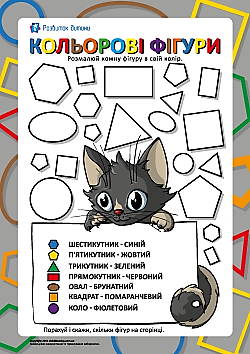 Розвиток дитини
КОЛЬОРОВІ ФІГУРИ
Розмалюй кожну фігуру в свій колір.
ШЕСТИКУТНИК - СИНІЙ
П'ЯТИКУТНИК - ЖОВТИЙ
ТРИКУТНИК - ЗЕЛЕНИЙ
ПРЯМОКУТНИК - ЧЕРВОНИЙ
ОВАЛ - БРУНАТНИЙ
КВАДРАТ - ПОМАРАНЧЕВИЙ
КОЛО - ФІОЛЕТОВИЙ
Порахуй і скажи, скільки фігур на сторінці.